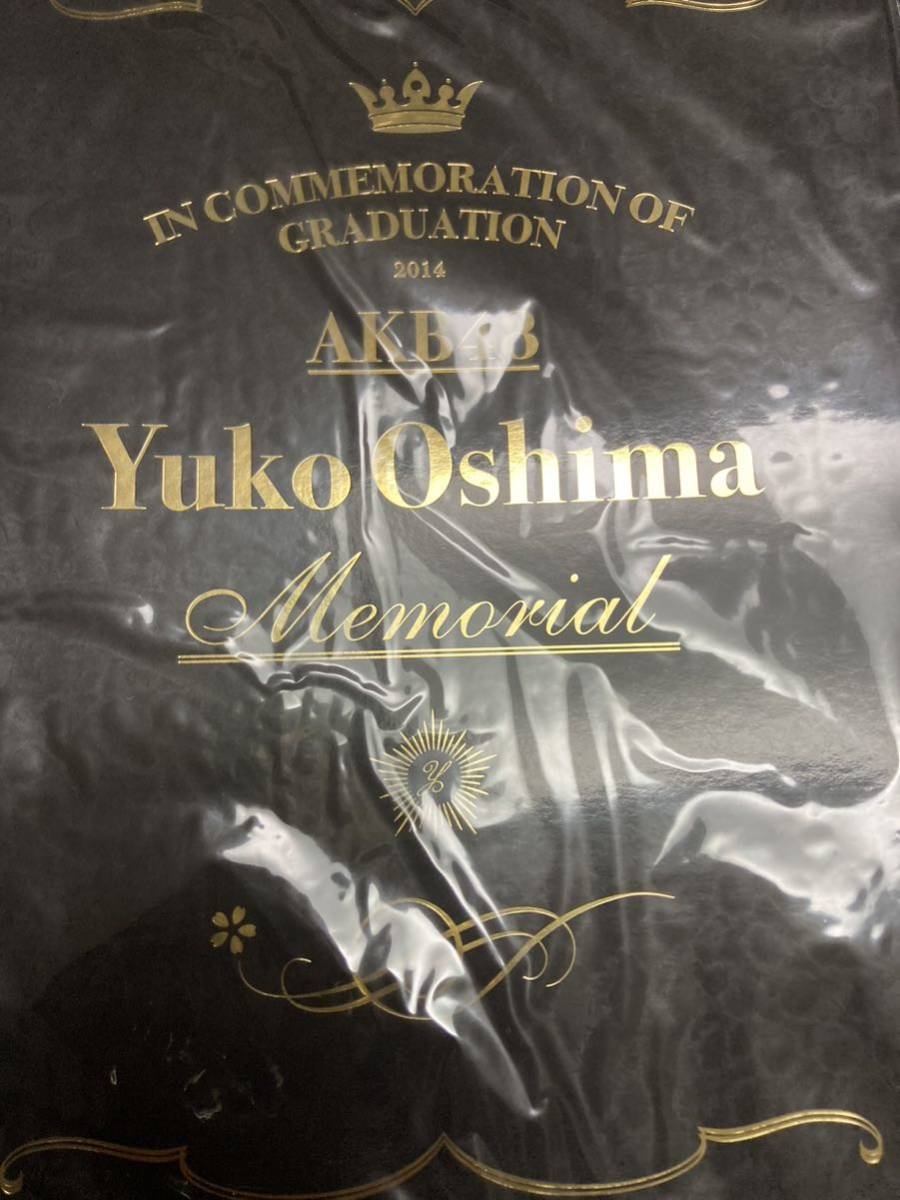 IN COMMEMORATION OF
GRADUATION
2014
AKB48
Yuko Oshima
Memorial